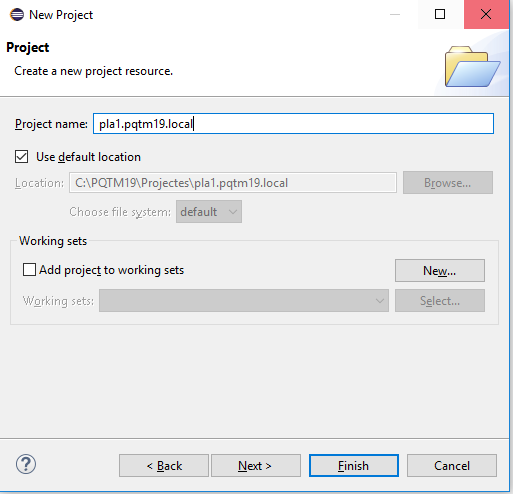 New Project
Project
Create a new project resource.
Project name: pla1.pqtm19.local
Use default location
Location: C:\PQTM19\Projectes\pla1.pqtm19.local Browse...
Choose file system: default
Working sets
Add project to working sets New...
Working sets: Select...
? < Back Next > Finish Cancel